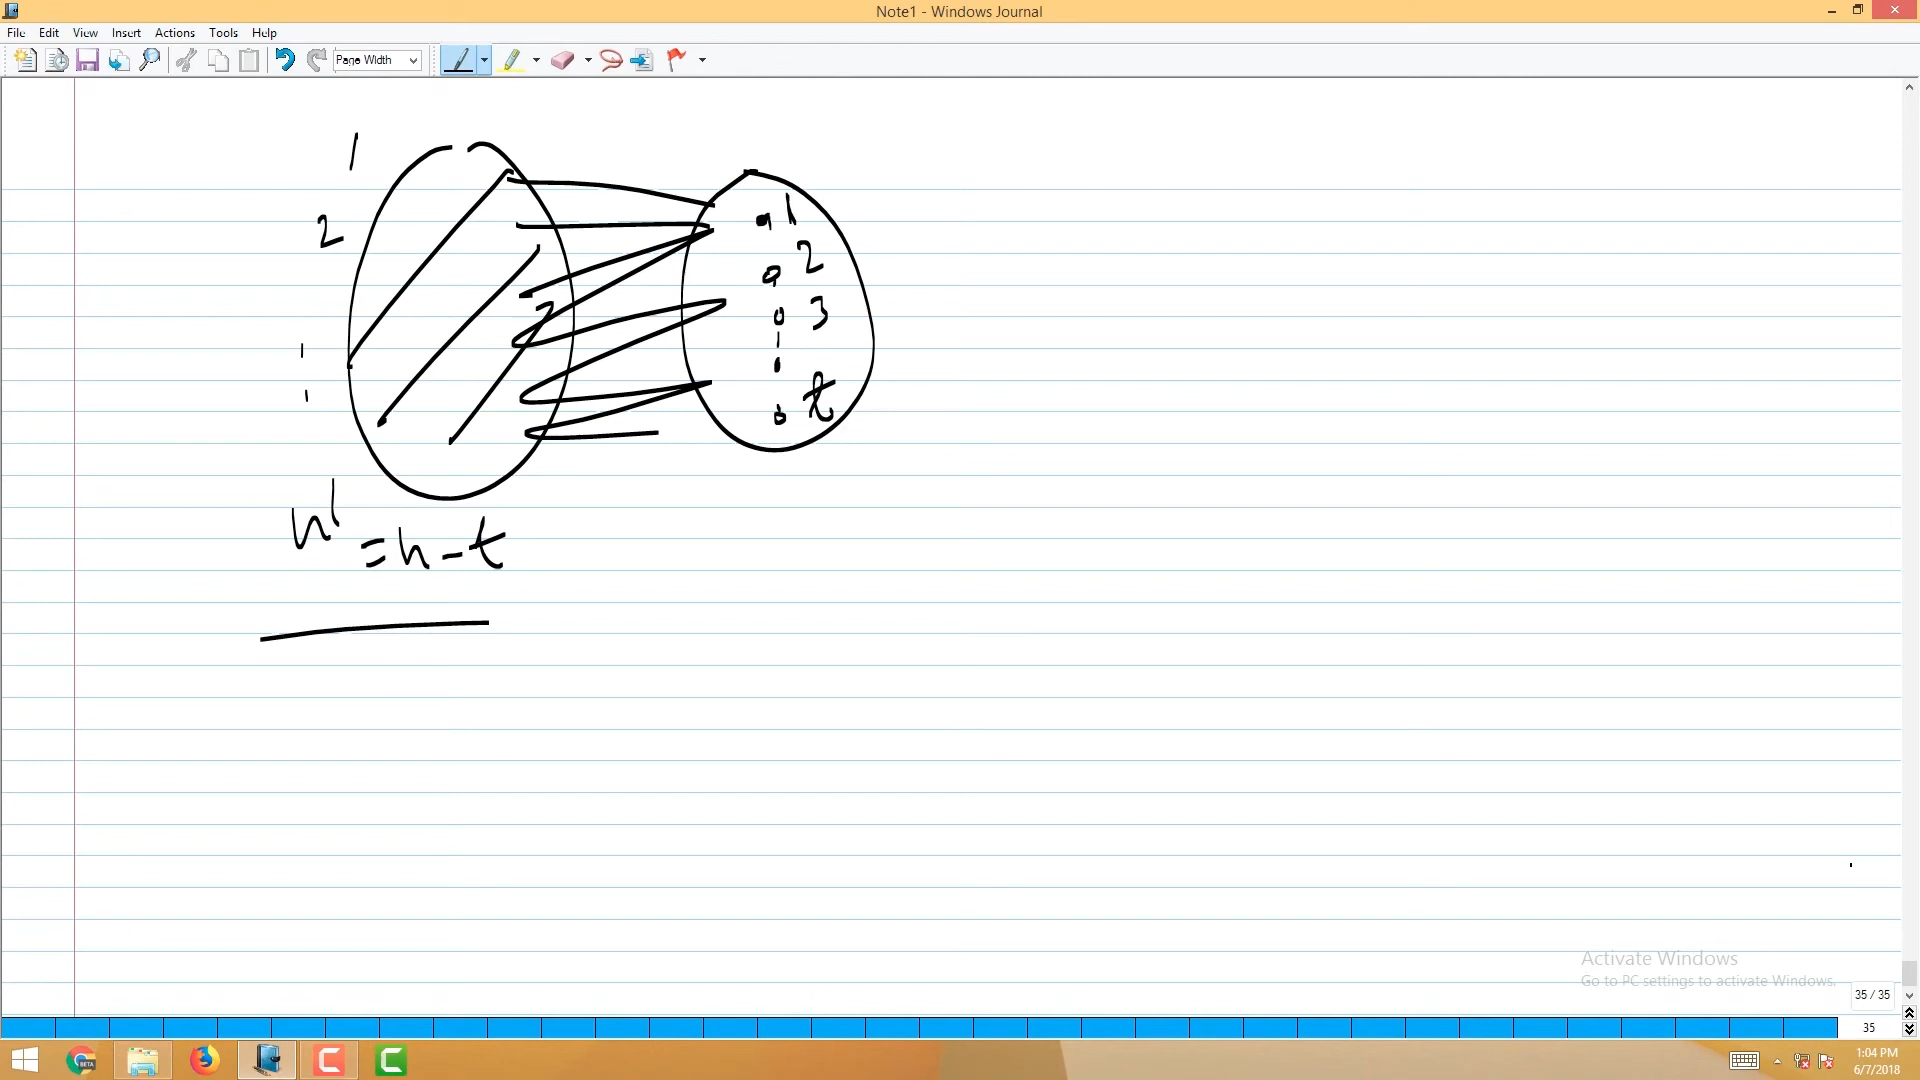 Note1 - Windows Journal
File Edit View Insert Actions Tools Help
Page Width
1
2
1
2
3
t
n' = n - t
Activate Windows
Go to PC settings to activate Windows.
35 / 35
35
BETA
1:04 PM
6/7/2018